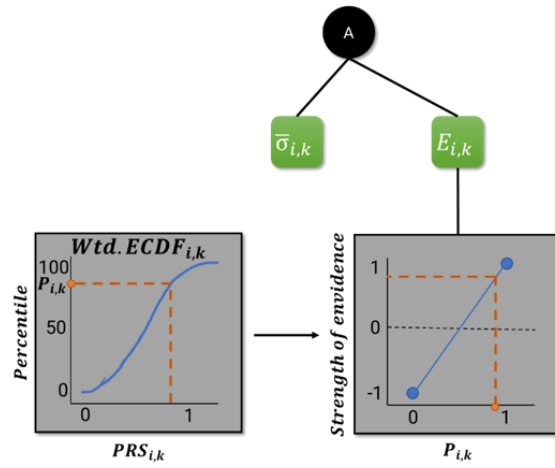 A
σ̅i,k
Ei,k
Wtd.ECDFi,k
100
Pi,k
50
0
0
1
Percentile
PRSi,k
Strength of envidence
1
0
-1
0
1
Pi,k